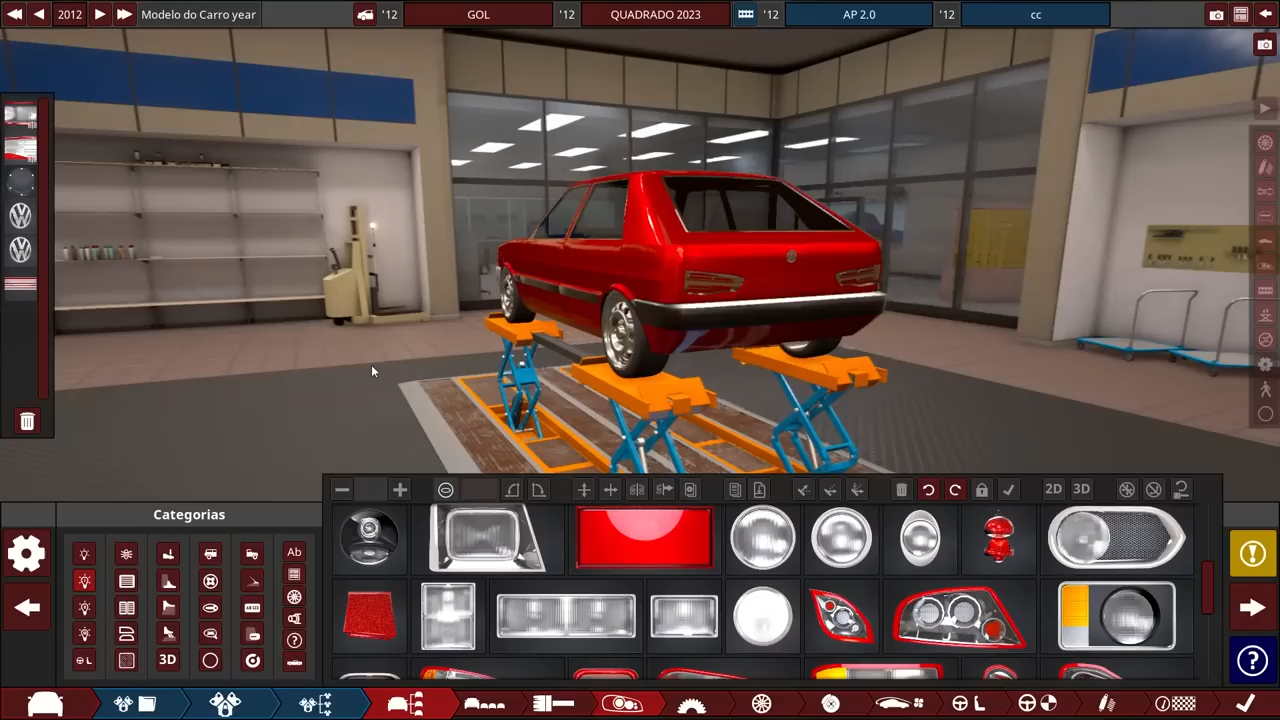 2012 Modelo do Carro year '12 GOL '12 QUADRADO 2023 '12 AP 2.0 '12 cc
Categorias
Ab
3D
L
2D 3D